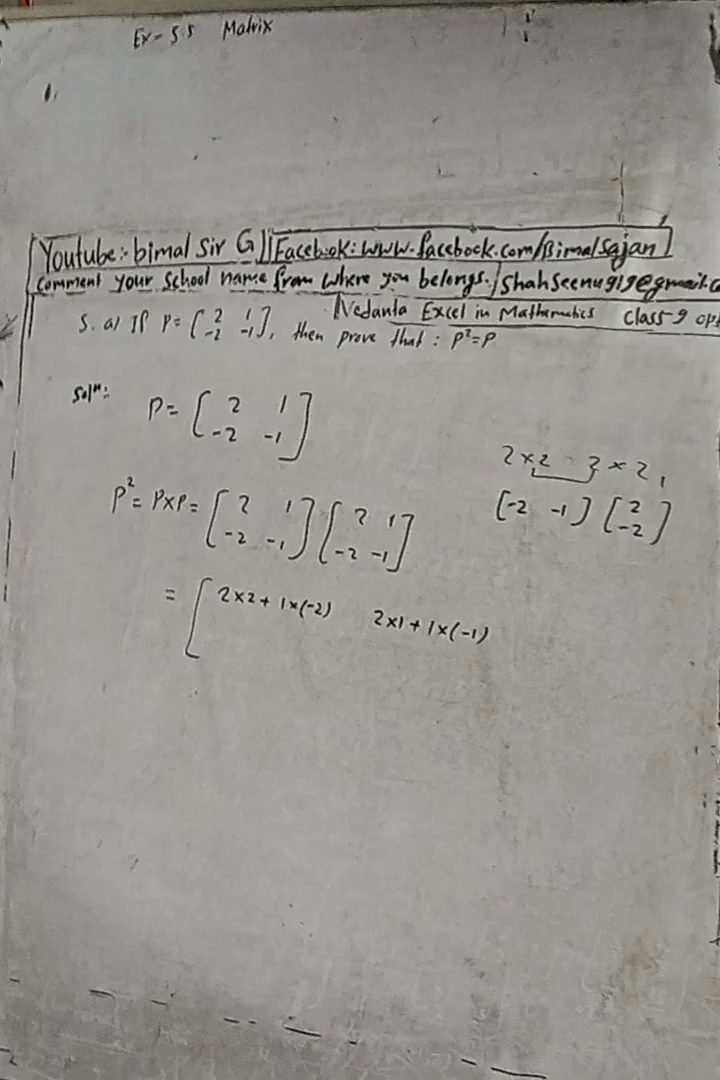 Ex- 5.5 Matrix
1.
Youtube:- bimal Sir G || Facebook: www.facebook.com/Bimalsajan
Comment your School name from where you belongs. / Shahseenu919@gmail.c
Vedanta Excel in Mathematics Class-9 opt
5. a) If P = [2 1 -2 -1], then prove that : P²=P
Solⁿ:
P = [2 1
-2 -1]
2×2 2×2,
P² = P×P = [2 1 [2 1
-2 -1] -2 -1]
[-2 -1] [2
-2]
= [2×2 + 1×(-2) 2×1 + 1×(-1)